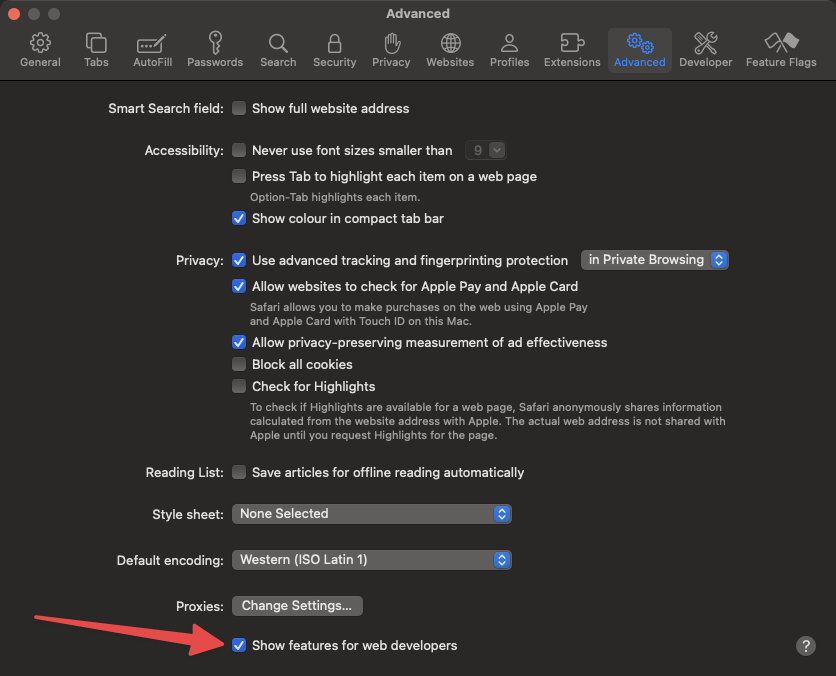 Advanced
General Tabs AutoFill Passwords Search Security Privacy Websites Profiles Extensions Advanced Developer Feature Flags
Smart Search field: Show full website address
Accessibility: Never use font sizes smaller than 9
Press Tab to highlight each item on a web page
Option-Tab highlights each item.
Show colour in compact tab bar
Privacy: Use advanced tracking and fingerprinting protection in Private Browsing
Allow websites to check for Apple Pay and Apple Card
Safari allows you to make purchases on the web using Apple Pay
and Apple Card with Touch ID on this Mac.
Allow privacy-preserving measurement of ad effectiveness
Block all cookies
Check for Highlights
To check if Highlights are available for a web page, Safari anonymously shares information
calculated from the website address with Apple. The actual web address is not shared with
Apple until you request Highlights for the page.
Reading List: Save articles for offline reading automatically
Style sheet: None Selected
Default encoding: Western (ISO Latin 1)
Proxies: Change Settings...
Show features for web developers ?